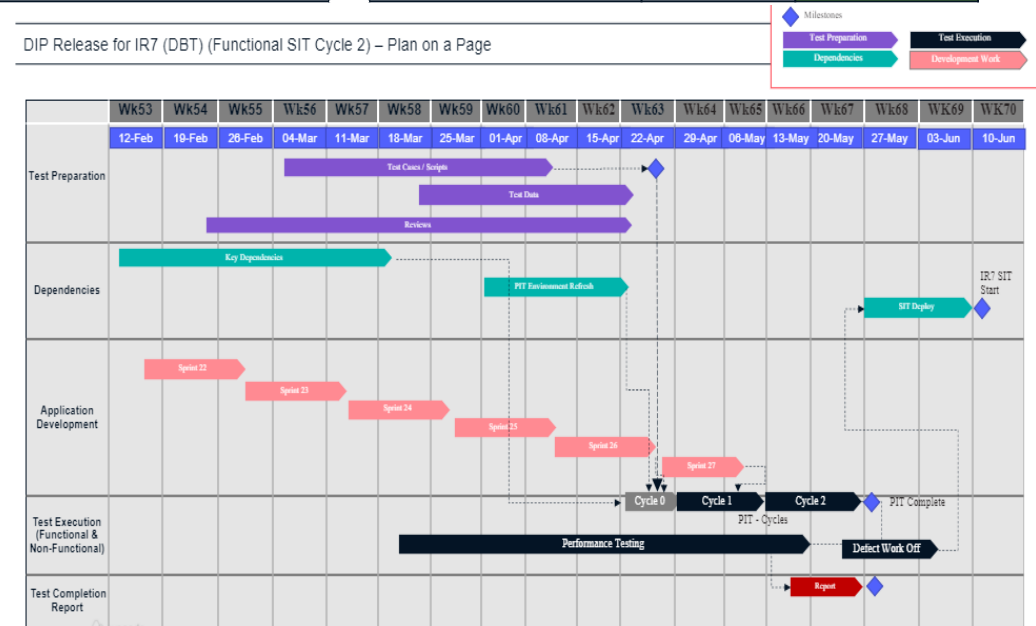 Milestones
DIP Release for IR7 (DBT) (Functional SIT Cycle 2) – Plan on a Page
Test Preparation
Test Execution
Dependencies
Development Work
Wk53 Wk54 Wk55 Wk56 Wk57 Wk58 Wk59 Wk60 Wk61 Wk62 Wk63 Wk64 Wk65 Wk66 Wk67 Wk68 WK69 WK70
12-Feb 19-Feb 26-Feb 04-Mar 11-Mar 18-Mar 25-Mar 01-Apr 08-Apr 15-Apr 22-Apr 29-Apr 06-May 13-May 20-May 27-May 03-Jun 10-Jun
Test Preparation
Test Cases / Scripts
Test Data
Reviews
Dependencies
Key Dependencies
PIT Environment Refresh
IR7 SIT
Start
SIT Deploy
Application
Development
Sprint 22
Sprint 23
Sprint 24
Sprint 25
Sprint 26
Sprint 27
Test Execution
(Functional &
Non-Functional)
Cycle 0
Cycle 1
Cycle 2
PIT Complete
PIT - Cycles
Performance Testing
Defect Work Off
Test Completion
Report
Report